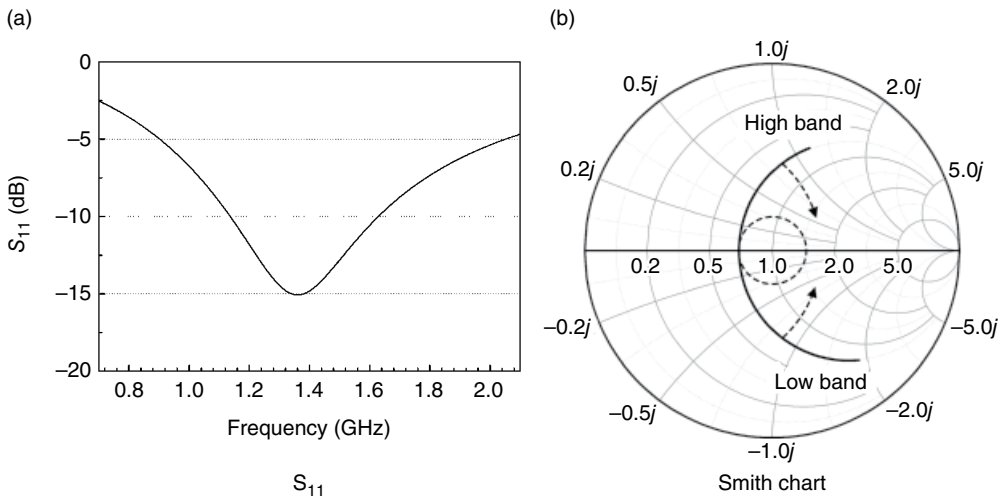 (a)
0
−5
−10
−15
−20
S11 (dB)
0.8 1.0 1.2 1.4 1.6 1.8 2.0
Frequency (GHz)
S11
(b)
1.0j
0.5j
2.0j
High band
0.2j
5.0j
0.2 0.5 1.0 2.0 5.0
−0.2j
−5.0j
Low band
−0.5j
−2.0j
−1.0j
Smith chart